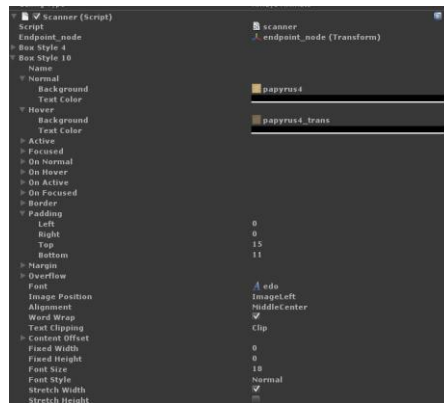 Scanner (Script)
Script scanner
Endpoint_node endpoint_node (Transform)
Box Style 4
Box Style 10
Name
Normal
Background papyrus4
Text Color
Hover
Background papyrus4_trans
Text Color
Active
Focused
On Normal
On Hover
On Active
On Focused
Border
Padding
Left 0
Right 0
Top 15
Bottom 11
Margin
Overflow
Font edo
Image Position ImageLeft
Alignment MiddleCenter
Word Wrap
Text Clipping Clip
Content Offset
Fixed Width 0
Fixed Height 0
Font Size 18
Font Style Normal
Stretch Width
Stretch Height